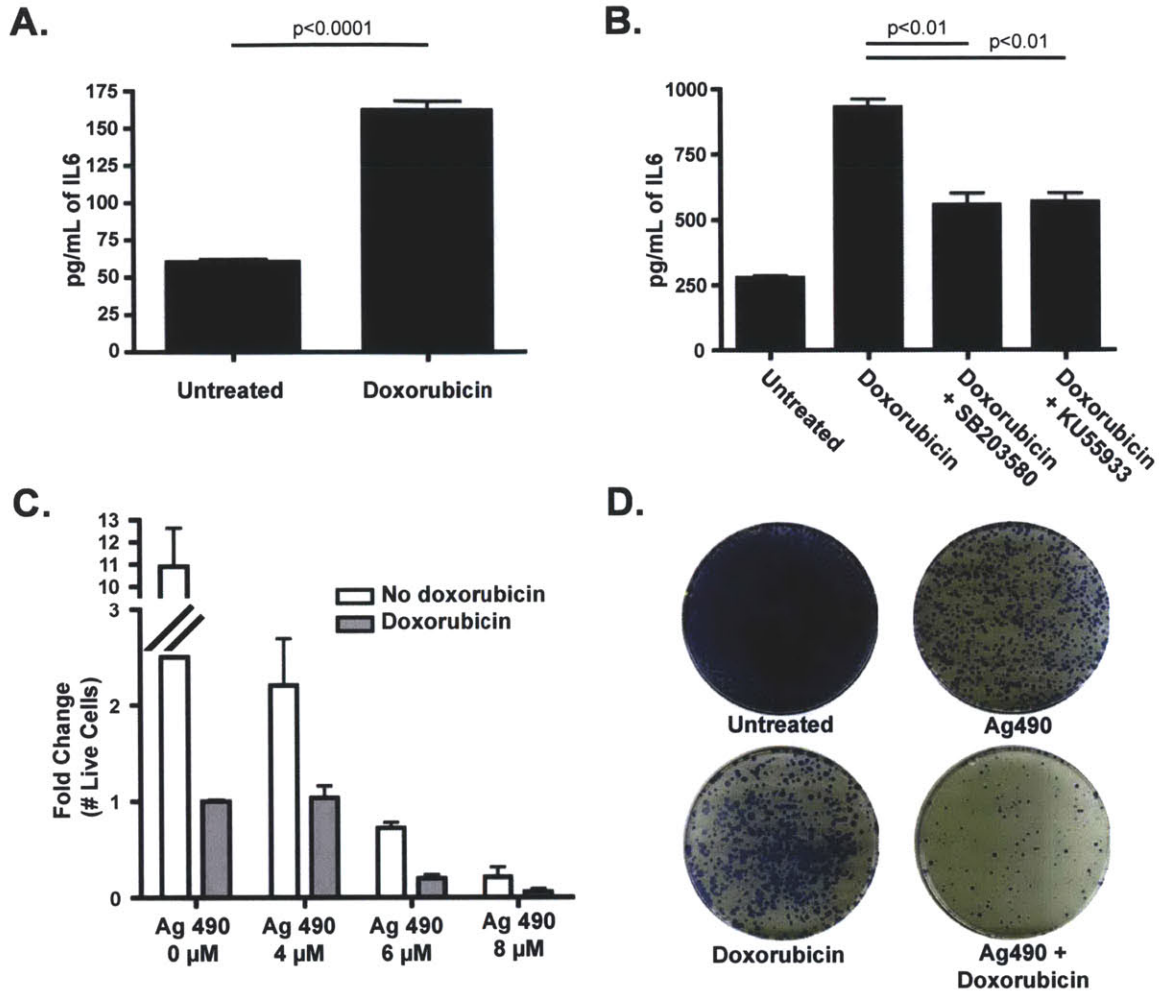 A.
p<0.0001
175
150
125
100
75
50
25
0
pg/mL of IL6
Untreated
Doxorubicin
B.
p<0.01
p<0.01
1000
750
500
250
0
pg/mL of IL6
Untreated
Doxorubicin
Doxorubicin
+ SB203580
Doxorubicin
+ KU55933
C.
13
12
11
10
3
2
1
0
Fold Change
(# Live Cells)
No doxorubicin
Doxorubicin
Ag 490
0 µM
Ag 490
4 µM
Ag 490
6 µM
Ag 490
8 µM
D.
Untreated
Ag490
Doxorubicin
Ag490 +
Doxorubicin